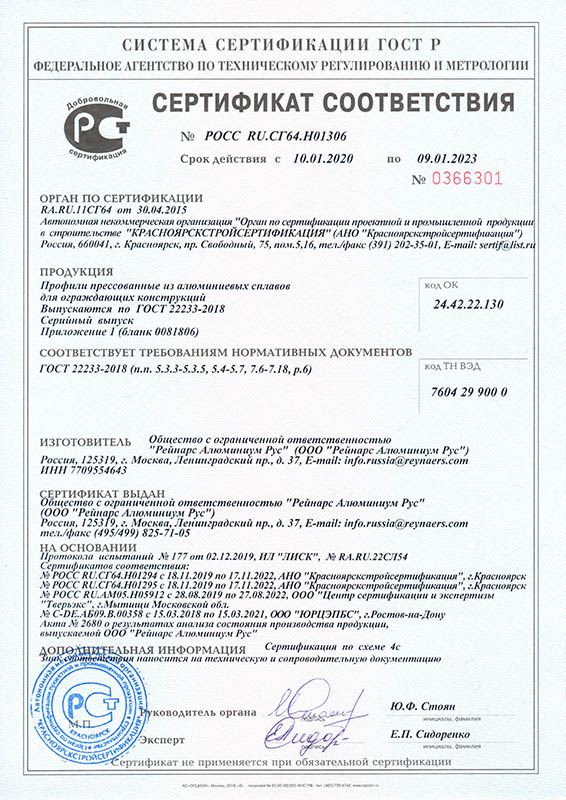 СИСТЕМА СЕРТИФИКАЦИИ ГОСТ Р
ФЕДЕРАЛЬНОЕ АГЕНТСТВО ПО ТЕХНИЧЕСКОМУ РЕГУЛИРОВАНИЮ И МЕТРОЛОГИИ
Добровольная
РСТ
сертификация
СЕРТИФИКАТ СООТВЕТСТВИЯ
№ РОСС RU.СГ64.Н01306
Срок действия с 10.01.2020 по 09.01.2023
№ 0366301
ОРГАН ПО СЕРТИФИКАЦИИ
RA.RU.11СГ64 от 30.04.2015
Автономная некоммерческая организация "Орган по сертификации проектной и промышленной продукции
в строительстве "КРАСНОЯРСКСТРОЙСЕРТИФИКАЦИЯ" (АНО "Красноярскстройсертификация")
Россия, 660041, г. Красноярск, пр. Свободный, 75, пом.5,16, тел./факс (391) 202-35-01, E-mail: sertif@list.ru
ПРОДУКЦИЯ
Профили прессованные из алюминиевых сплавов
для ограждающих конструкций
Выпускаются по ГОСТ 22233-2018
Серийный выпуск
Приложение 1 (бланк 0081806)
код ОК
24.42.22.130
СООТВЕТСТВУЕТ ТРЕБОВАНИЯМ НОРМАТИВНЫХ ДОКУМЕНТОВ
ГОСТ 22233-2018 (п.п. 5.3.3-5.3.5, 5.4-5.7, 7.6-7.18, р.6)
код ТН ВЭД
7604 29 900 0
ИЗГОТОВИТЕЛЬ Общество с ограниченной ответственностью
"Рейнарс Алюминиум Рус" (ООО "Рейнарс Алюминиум Рус")
Россия, 125319, г. Москва, Ленинградский пр., д. 37, E-mail: info.russia@reynaers.com
ИНН 7709554643
СЕРТИФИКАТ ВЫДАН
Общество с ограниченной ответственностью "Рейнарс Алюминиум Рус"
(ООО "Рейнарс Алюминиум Рус")
Россия, 125319, г. Москва, Ленинградский пр., д. 37, E-mail: info.russia@reynaers.com
тел./факс (495/499) 825-71-05
НА ОСНОВАНИИ
Протокола испытаний № 177 от 02.12.2019, ИЛ "ЛИСК", № RA.RU.22СЛ54
Сертификатов соответствия:
№ РОСС RU.СГ64.Н01294 с 18.11.2019 по 17.11.2022, АНО "Красноярскстройсертификация", г.Красноярск
№ РОСС RU.СГ64.Н01295 с 18.11.2019 по 17.11.2022, АНО "Красноярскстройсертификация", г.Красноярск
№ РОСС RU.АМ05.Н05912 с 28.08.2019 по 27.08.2022, ООО "Центр сертификации и экспертизы
"Тверьэкс", г.Мытищи Московской обл.
№ C-DE.АБ09.В.00358 с 15.03.2018 по 15.03.2021, ООО "ЮРЦЭПБС", г.Ростов-на-Дону
Акта № 2680 о результатах анализа состояния производства продукции,
выпускаемой ООО "Рейнарс Алюминиум Рус"
ДОПОЛНИТЕЛЬНАЯ ИНФОРМАЦИЯ Сертификация по схеме 4с
Знак соответствия наносится на техническую и сопроводительную документацию
РСТ
КРАСНОЯРСК
"КРАСНОЯРСКСТРОЙСЕРТИФИКАЦИЯ"
М.П.
Руководитель органа
Ю.Ф. Стоян
инициалы, фамилия
Эксперт
подпись
Е.П. Сидоренко
инициалы, фамилия
Сертификат не применяется при обязательной сертификации